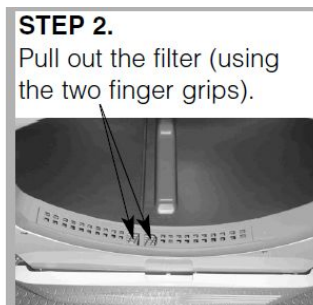 STEP 2.
Pull out the filter (using
the two finger grips).